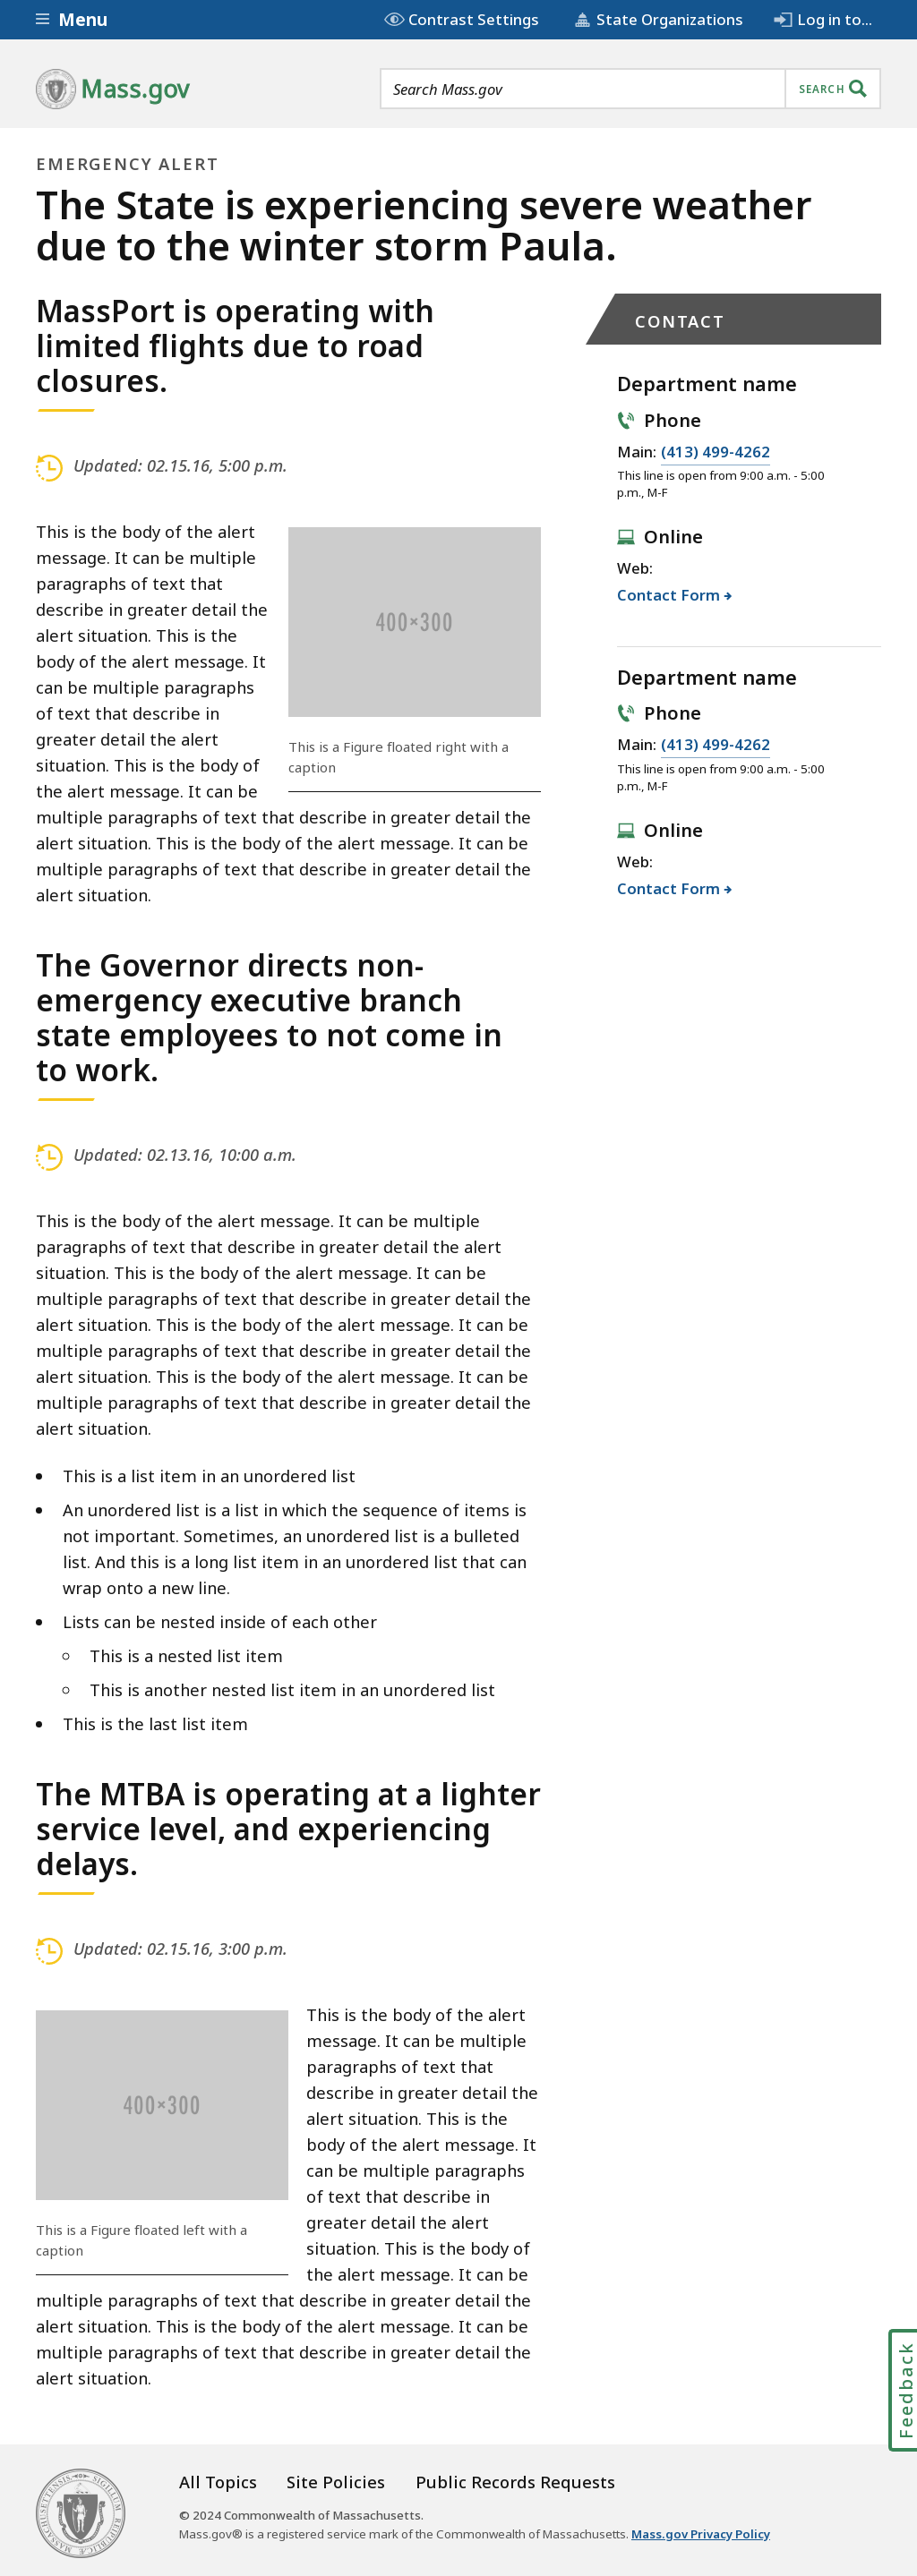 Menu
Contrast Settings
State Organizations
Log in to...
Mass.gov
Search Mass.gov
SEARCH
EMERGENCY ALERT
The State is experiencing severe weather
due to the winter storm Paula.
MassPort is operating with
limited flights due to road
closures.
Updated: 02.15.16, 5:00 p.m.
This is the body of the alert
message. It can be multiple
paragraphs of text that
describe in greater detail the
alert situation. This is the
body of the alert message. It
can be multiple paragraphs
of text that describe in
greater detail the alert
situation. This is the body of
the alert message. It can be
multiple paragraphs of text that describe in greater detail the
alert situation. This is the body of the alert message. It can be
multiple paragraphs of text that describe in greater detail the
alert situation.
400×300
This is a Figure floated right with a
caption
The Governor directs non-
emergency executive branch
state employees to not come in
to work.
Updated: 02.13.16, 10:00 a.m.
This is the body of the alert message. It can be multiple
paragraphs of text that describe in greater detail the alert
situation. This is the body of the alert message. It can be
multiple paragraphs of text that describe in greater detail the
alert situation. This is the body of the alert message. It can be
multiple paragraphs of text that describe in greater detail the
alert situation. This is the body of the alert message. It can be
multiple paragraphs of text that describe in greater detail the
alert situation.
This is a list item in an unordered list
An unordered list is a list in which the sequence of items is
not important. Sometimes, an unordered list is a bulleted
list. And this is a long list item in an unordered list that can
wrap onto a new line.
Lists can be nested inside of each other
This is a nested list item
This is another nested list item in an unordered list
This is the last list item
The MTBA is operating at a lighter
service level, and experiencing
delays.
Updated: 02.15.16, 3:00 p.m.
400×300
This is a Figure floated left with a
caption
This is the body of the alert
message. It can be multiple
paragraphs of text that
describe in greater detail the
alert situation. This is the
body of the alert message. It
can be multiple paragraphs
of text that describe in
greater detail the alert
situation. This is the body of
the alert message. It can be
multiple paragraphs of text that describe in greater detail the
alert situation. This is the body of the alert message. It can be
multiple paragraphs of text that describe in greater detail the
alert situation.
CONTACT
Department name
Phone
Main: (413) 499-4262
This line is open from 9:00 a.m. - 5:00
p.m., M-F
Online
Web:
Contact Form
Department name
Phone
Main: (413) 499-4262
This line is open from 9:00 a.m. - 5:00
p.m., M-F
Online
Web:
Contact Form
Feedback
All Topics
Site Policies
Public Records Requests
© 2024 Commonwealth of Massachusetts.
Mass.gov® is a registered service mark of the Commonwealth of Massachusetts. Mass.gov Privacy Policy